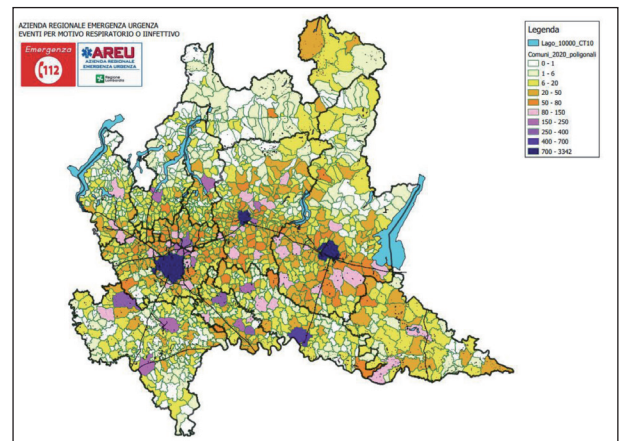 AZIENDA REGIONALE EMERGENZA URGENZA
EVENTI PER MOTIVO RESPIRATORIO O IINFETTIVO
Emergenza
112
AREU
AZIENDA REGIONALE
EMERGENZA URGENZA
Regione
Lombardia
Legenda
Lago_10000_CT10
Comuni_2020_poligonali
0 - 1
1 - 6
6 - 20
20 - 50
50 - 80
80 - 150
150 - 250
250 - 400
400 - 700
700 - 3342